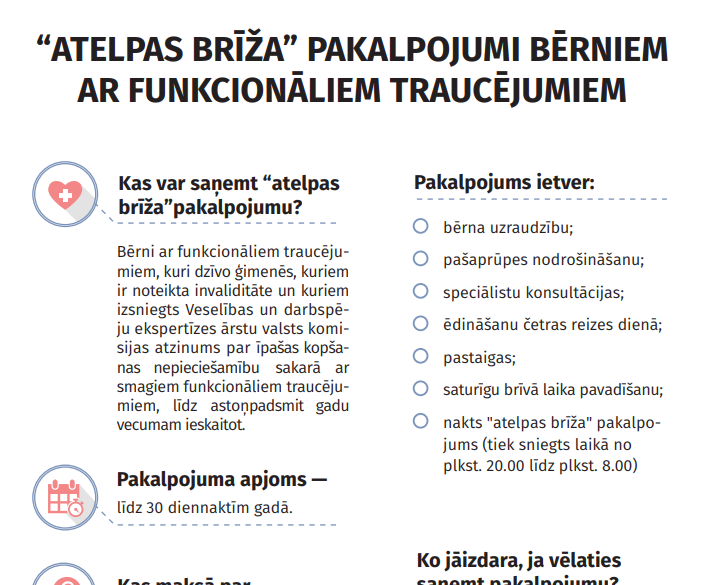 “ATELPAS BRĪŽA” PAKALPOJUMI BĒRNIEM
AR FUNKCIONĀLIEM TRAUCĒJUMIEM
Kas var saņemt “atelpas
brīža”pakalpojumu?
Bērni ar funkcionāliem traucēju-
miem, kuri dzīvo ģimenēs, kuriem
ir noteikta invaliditāte un kuriem
izsniegts Veselības un darbspē-
ju ekspertīzes ārstu valsts komi-
sijas atzinums par īpašas kopša-
nas nepieciešamību sakarā ar
smagiem funkcionāliem traucēju-
miem, līdz astoņpadsmit gadu
vecumam ieskaitot.
Pakalpojuma apjoms —
līdz 30 diennaktīm gadā.
Kas maksā par
Pakalpojums ietver:
bērna uzraudzību;
pašaprūpes nodrošināšanu;
speciālistu konsultācijas;
ēdināšanu četras reizes dienā;
pastaigas;
saturīgu brīvā laika pavadīšanu;
nakts "atelpas brīža" pakalpo-
jums (tiek sniegts laikā no
plkst. 20.00 līdz plkst. 8.00)
Ko jāizdara, ja vēlaties
saņemt pakalpojumu?